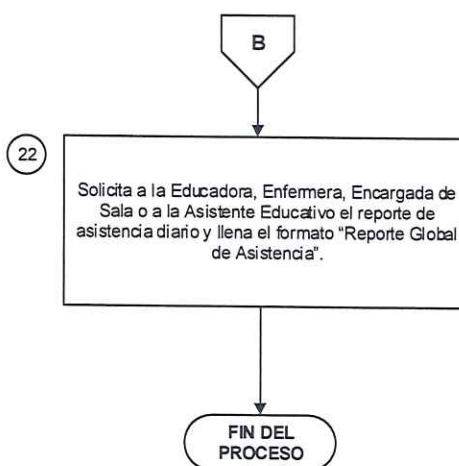 B
22
Solicita a la Educadora, Enfermera, Encargada de
Sala o a la Asistente Educativo el reporte de
asistencia diario y llena el formato “Reporte Global
de Asistencia”.
FIN DEL
PROCESO